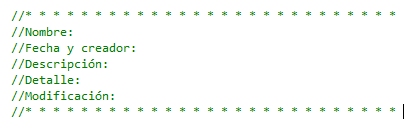 //* * * * * * * * * * * * * * * * * * * * * * * * * * *
//Nombre:
//Fecha y creador:
//Descripción:
//Detalle:
//Modificación:
//* * * * * * * * * * * * * * * * * * * * * * * * * * *